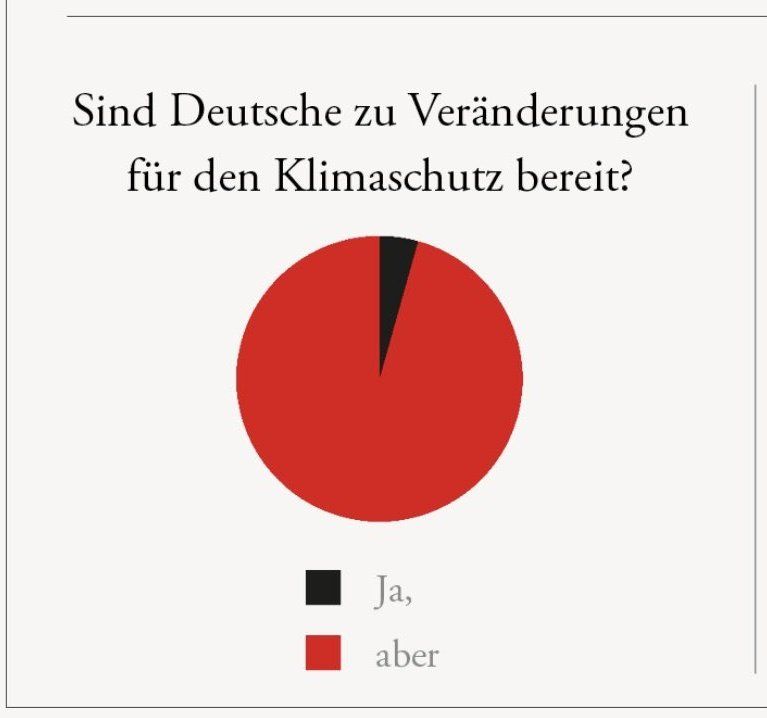 Sind Deutsche zu Veränderungen
für den Klimaschutz bereit?
Ja,
aber